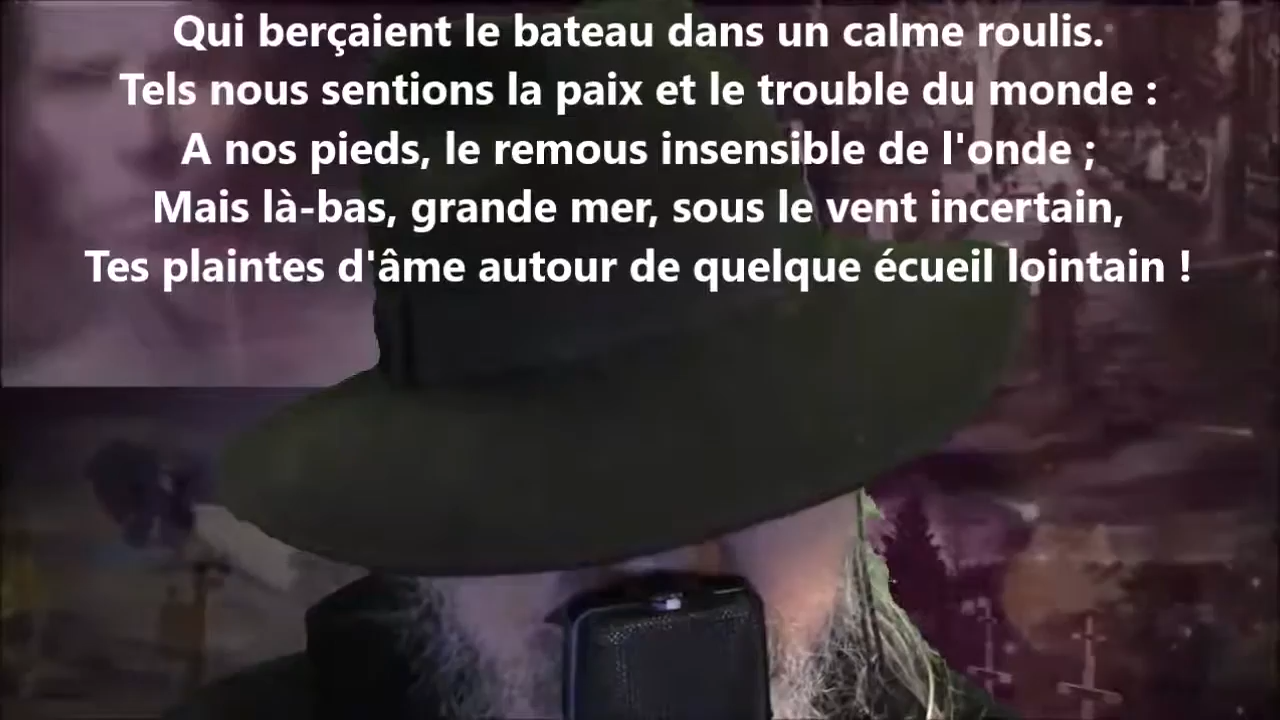 Qui berçaient le bateau dans un calme roulis.
Tels nous sentions la paix et le trouble du monde :
A nos pieds, le remous insensible de l'onde ;
Mais là-bas, grande mer, sous le vent incertain,
Tes plaintes d'âme autour de quelque écueil lointain !